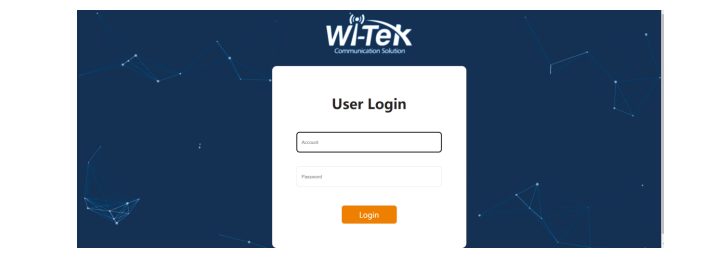 Wi-Tek
Communication Solution
User Login
Account
Password
Login